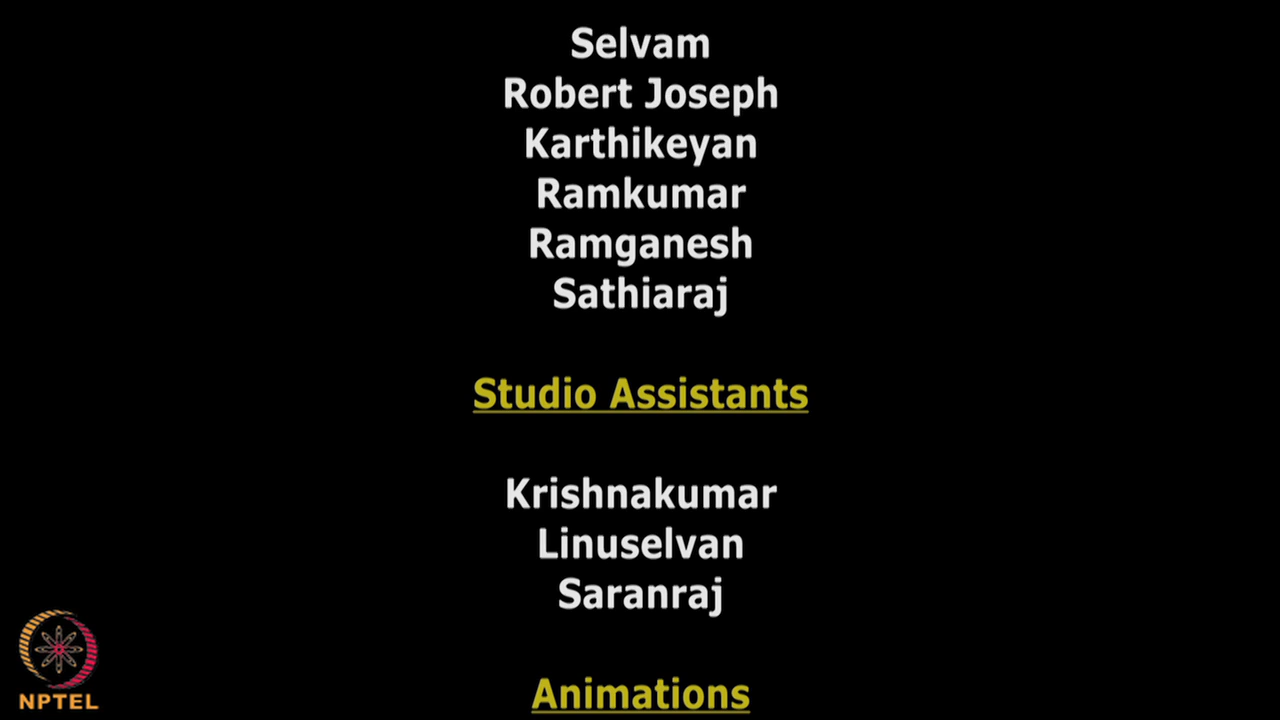 Selvam
Robert Joseph
Karthikeyan
Ramkumar
Ramganesh
Sathiaraj
Studio Assistants
Krishnakumar
Linuselvan
Saranraj
Animations
NPTEL